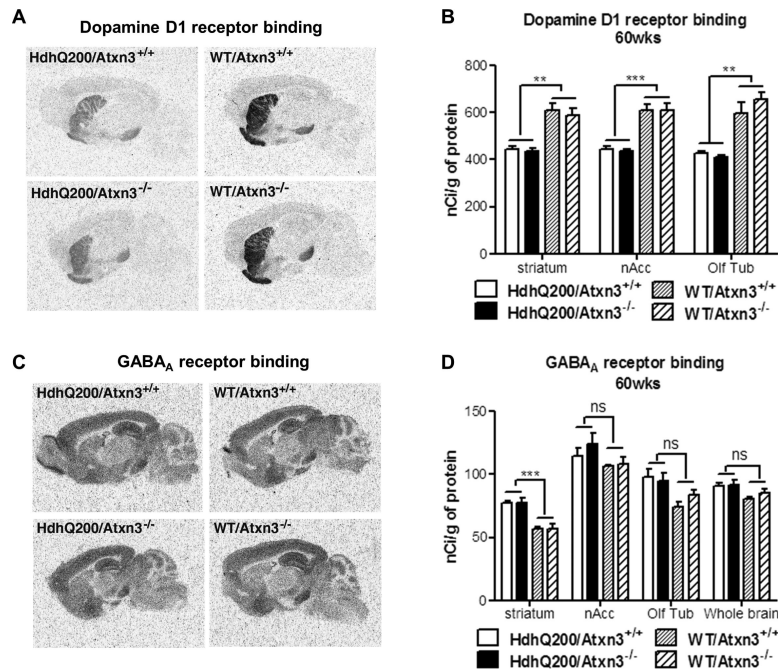 A
Dopamine D1 receptor binding
HdhQ200/Atxn3+/+
WT/Atxn3+/+
HdhQ200/Atxn3-/-
WT/Atxn3-/-
B
Dopamine D1 receptor binding
60wks
nCi/g of protein
800
600
400
200
0
**
***
**
striatum
nAcc
Olf Tub
HdhQ200/Atxn3+/+
WT/Atxn3+/+
HdhQ200/Atxn3-/-
WT/Atxn3-/-
C
GABAA receptor binding
HdhQ200/Atxn3+/+
WT/Atxn3+/+
HdhQ200/Atxn3-/-
WT/Atxn3-/-
D
GABAA receptor binding
60wks
nCi/g of protein
150
100
50
0
***
ns
ns
ns
striatum
nAcc
Olf Tub
Whole brain
HdhQ200/Atxn3+/+
WT/Atxn3+/+
HdhQ200/Atxn3-/-
WT/Atxn3-/-